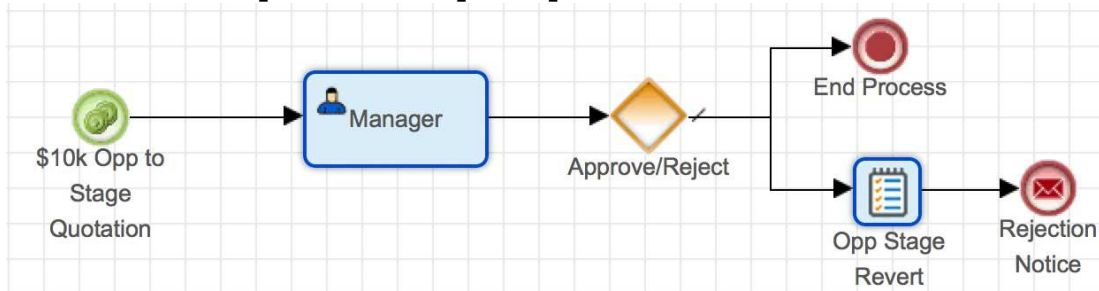 $10k Opp to
Stage
Quotation
Manager
Approve/Reject
End Process
Opp Stage
Revert
Rejection
Notice